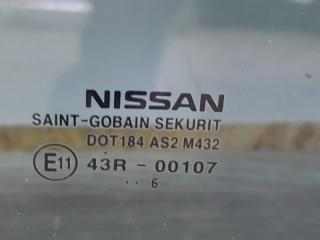 NISSAN
SAINT-GOBAIN SEKURIT
DOT184 AS2 M432
E11 43R - 00107
·· 6